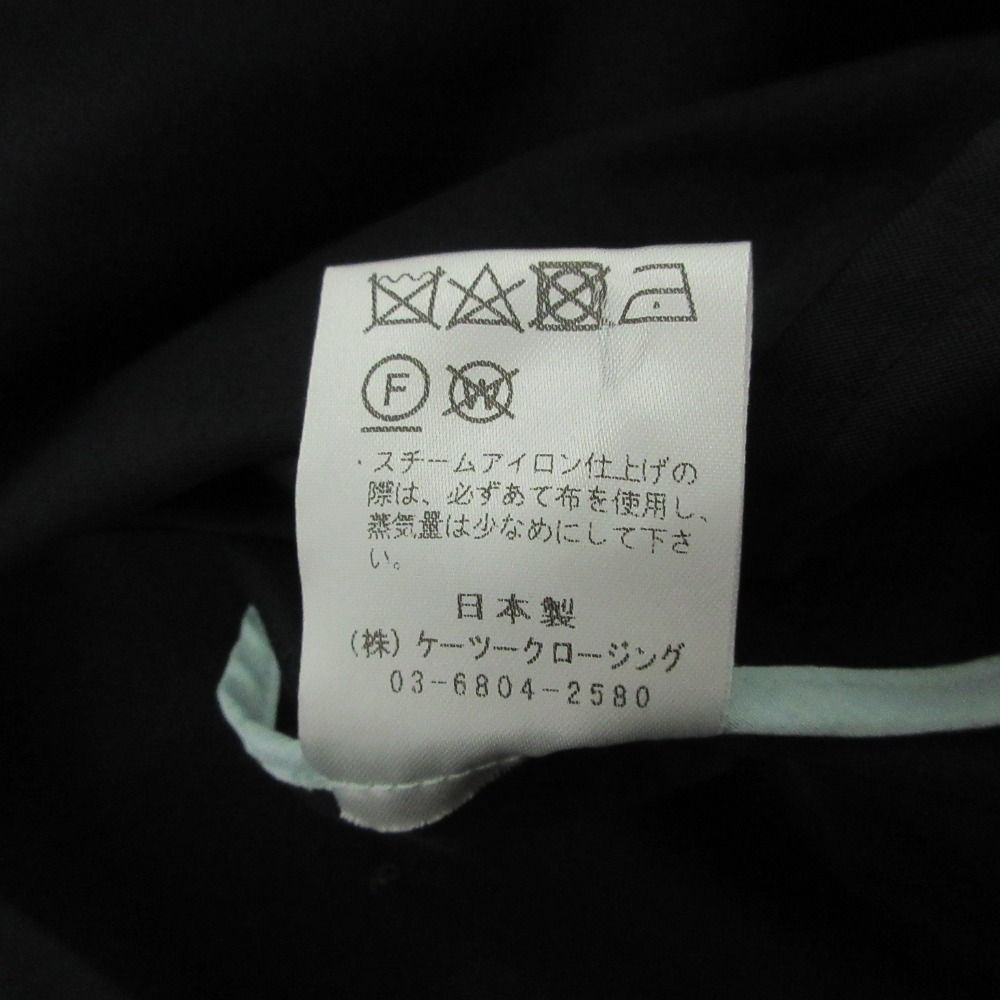 F W
・スチームアイロン仕上げの
際は、必ずあて布を使用し、
蒸気量は少なめにして下さ
い。
日本製
(株)ケーツークロージング
03-6804-2580